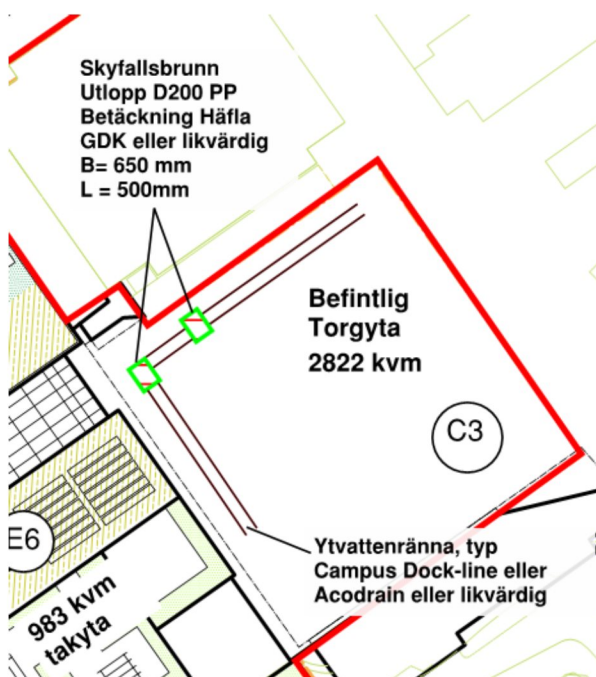 Skyfallsbrunn
Utlopp D200 PP
Betäckning Häfla
GDK eller likvärdig
B= 650 mm
L = 500mm
Befintlig
Torgyta
2822 kvm
C3
E6
Ytvattenränna, typ
Campus Dock-line eller
Acodrain eller likvärdig
983 kvm
takyta